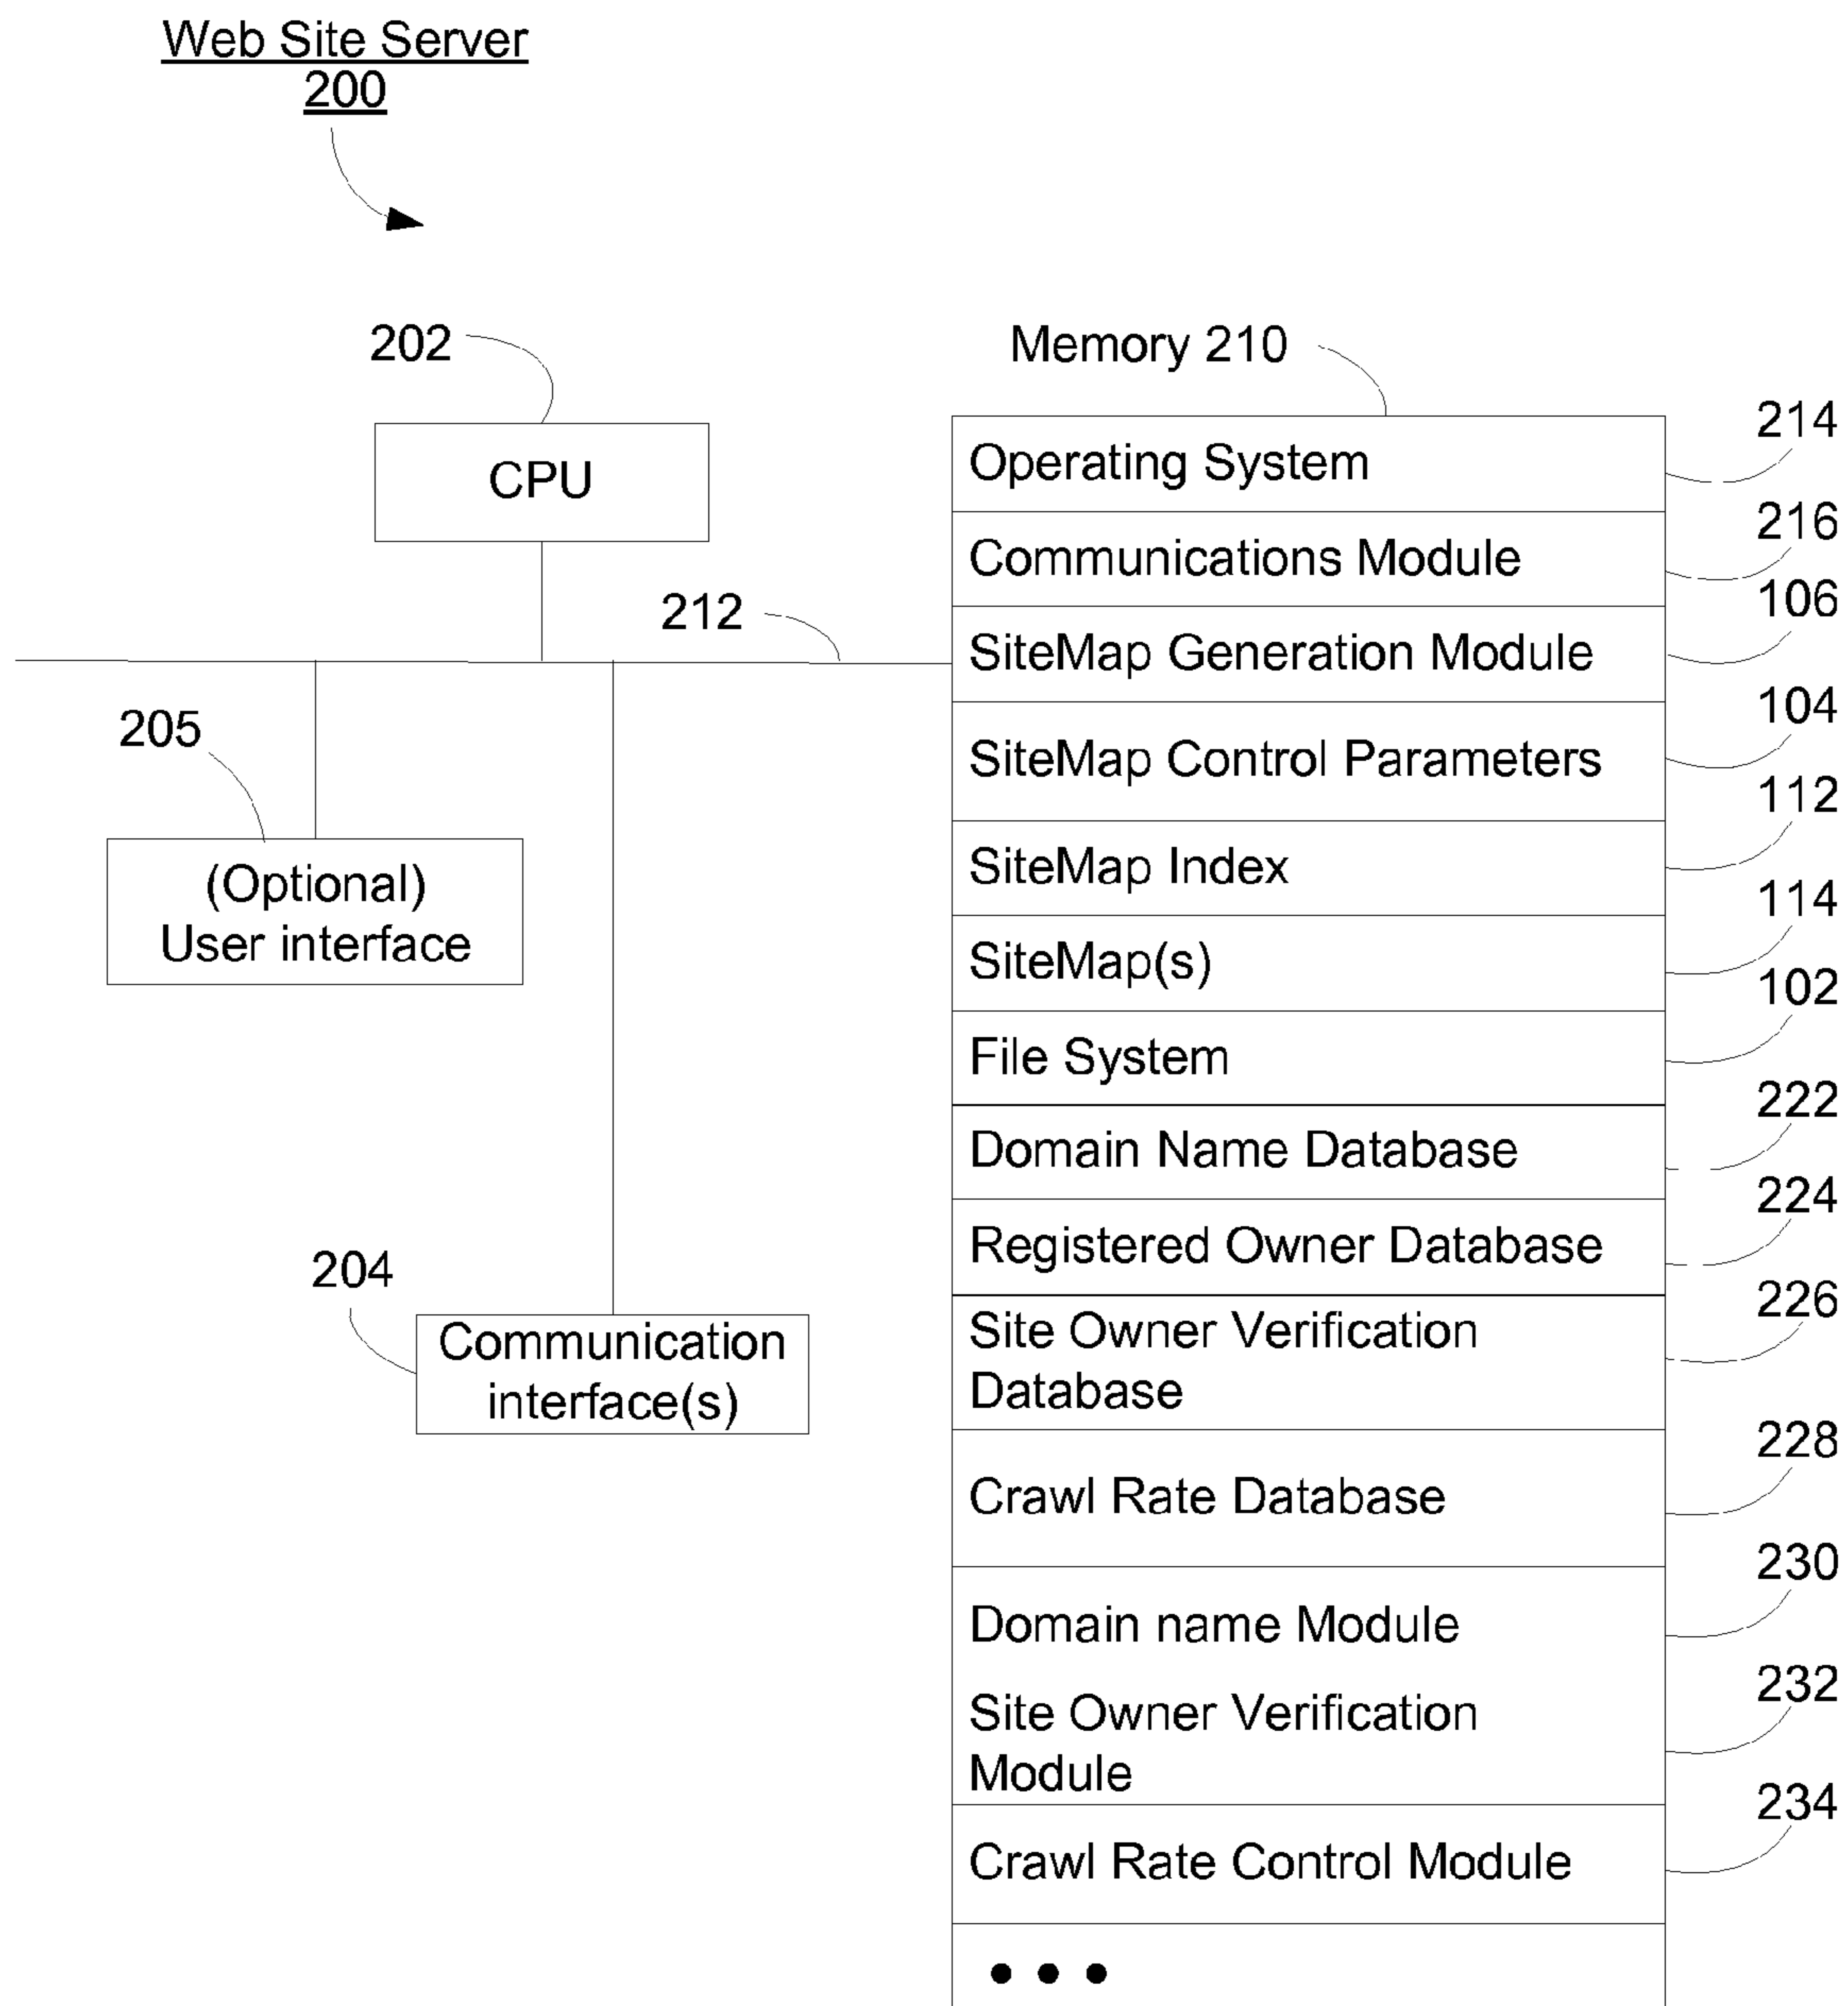 Web Site Server
200
202
Memory 210
CPU
212
205
(Optional)
User interface
204
Communication
interface(s)
Operating System
214
Communications Module
216
SiteMap Generation Module
106
SiteMap Control Parameters
104
SiteMap Index
112
SiteMap(s)
114
File System
102
Domain Name Database
222
Registered Owner Database
224
Site Owner Verification
Database
226
Crawl Rate Database
228
Domain name Module
230
Site Owner Verification
Module
232
Crawl Rate Control Module
234
• • •